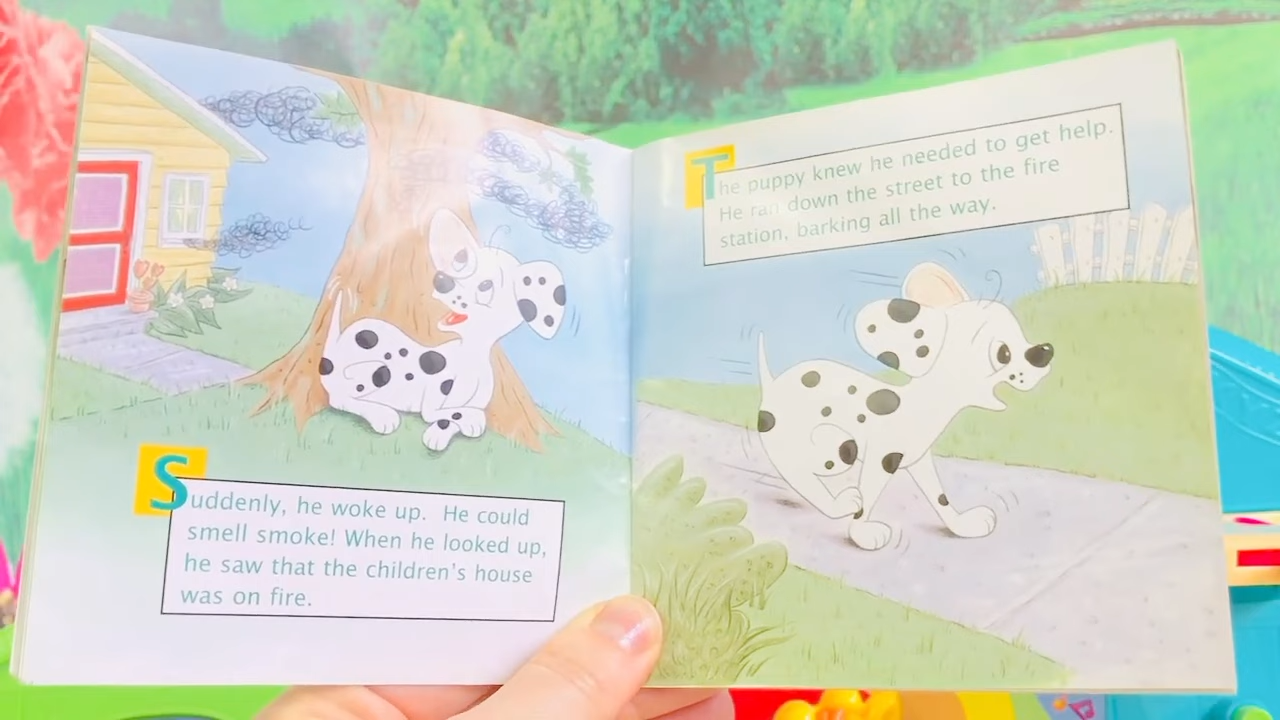 Suddenly, he woke up. He could
smell smoke! When he looked up,
he saw that the children's house
was on fire.
The puppy knew he needed to get help.
He ran down the street to the fire
station, barking all the way.